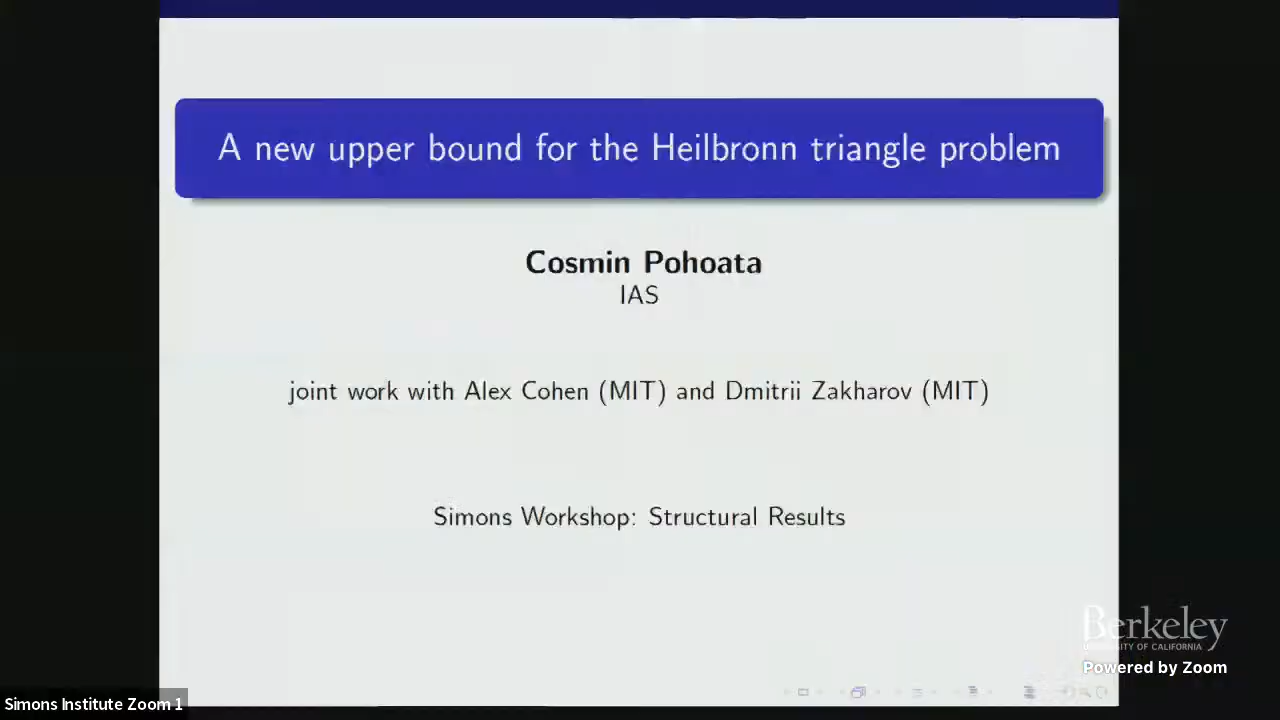 A new upper bound for the Heilbronn triangle problem
Cosmin Pohoata
IAS
joint work with Alex Cohen (MIT) and Dmitrii Zakharov (MIT)
Simons Workshop: Structural Results
Berkeley
UNIVERSITY OF CALIFORNIA
Powered by Zoom
Simons Institute Zoom 1